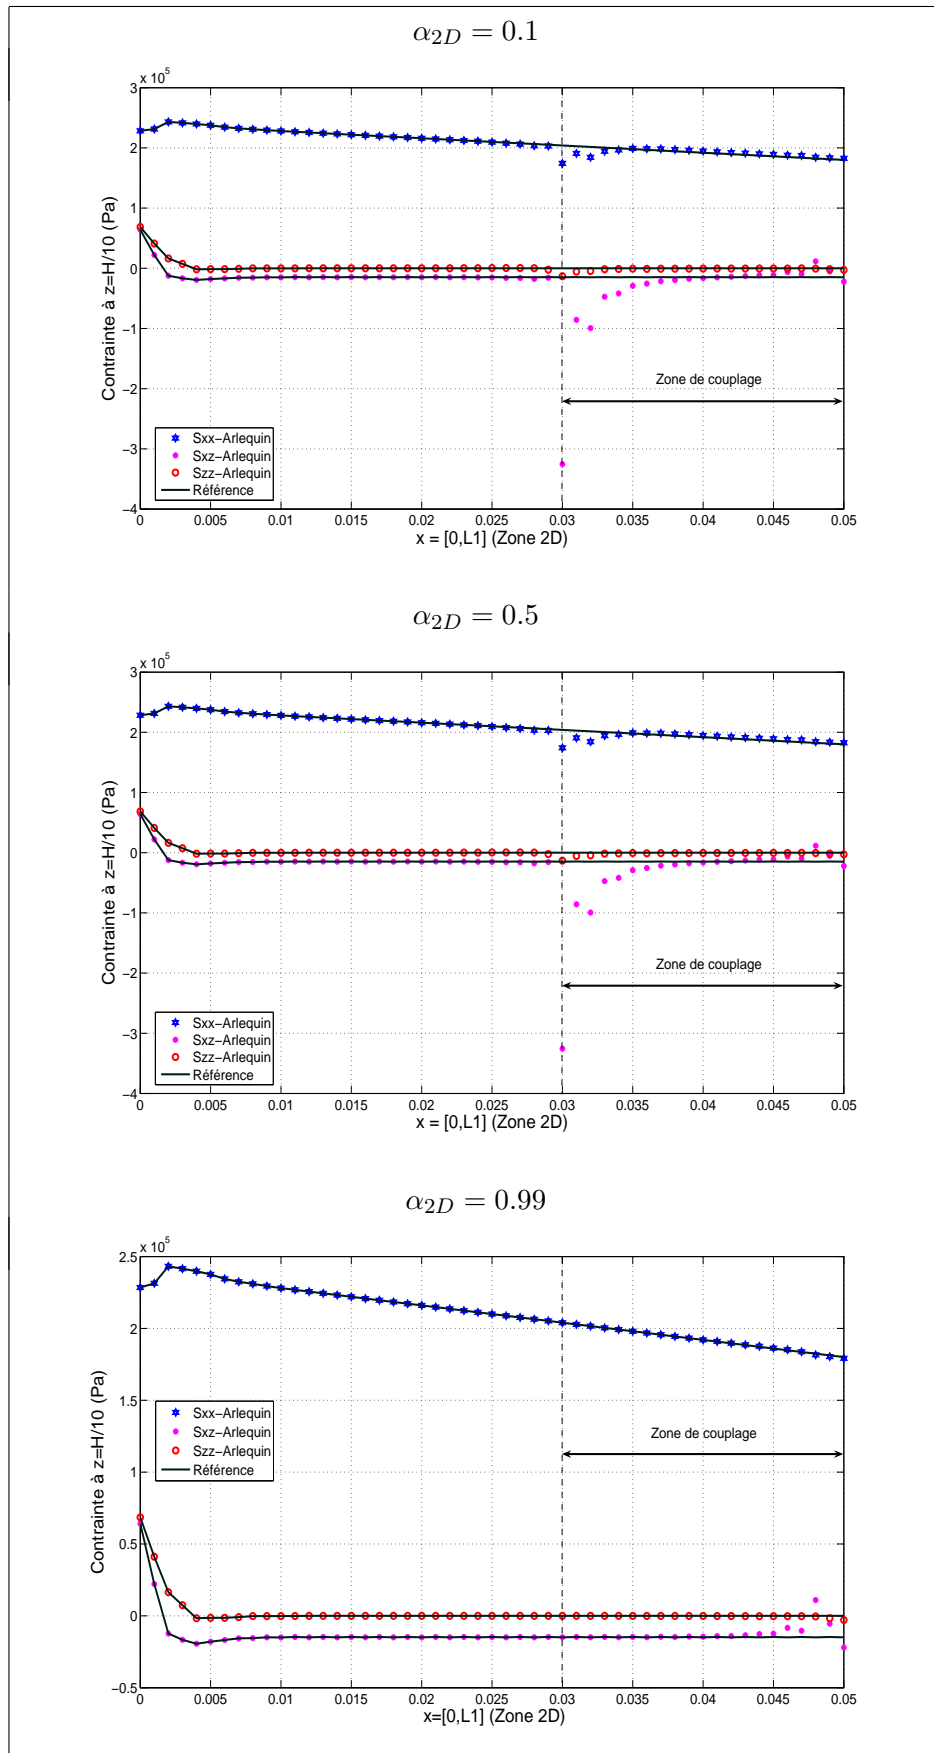 α2D = 0.1
x 10^5
3
2
1
0
−1
−2
−3
−4
Contrainte à z=H/10 (Pa)
Zone de couplage
Sxx−Arlequin
Sxz−Arlequin
Szz−Arlequin
Référence
0 0.005 0.01 0.015 0.02 0.025 0.03 0.035 0.04 0.045 0.05
x = [0,L1] (Zone 2D)
α2D = 0.5
x 10^5
3
2
1
0
−1
−2
−3
−4
Contrainte à z=H/10 (Pa)
Zone de couplage
Sxx−Arlequin
Sxz−Arlequin
Szz−Arlequin
Référence
0 0.005 0.01 0.015 0.02 0.025 0.03 0.035 0.04 0.045 0.05
x = [0,L1] (Zone 2D)
α2D = 0.99
x 10^5
2.5
2
1.5
1
0.5
0
−0.5
Contrainte à z=H/10 (Pa)
Sxx−Arlequin
Sxz−Arlequin
Szz−Arlequin
Référence
Zone de couplage
0 0.005 0.01 0.015 0.02 0.025 0.03 0.035 0.04 0.045 0.05
x=[0,L1] (Zone 2D)